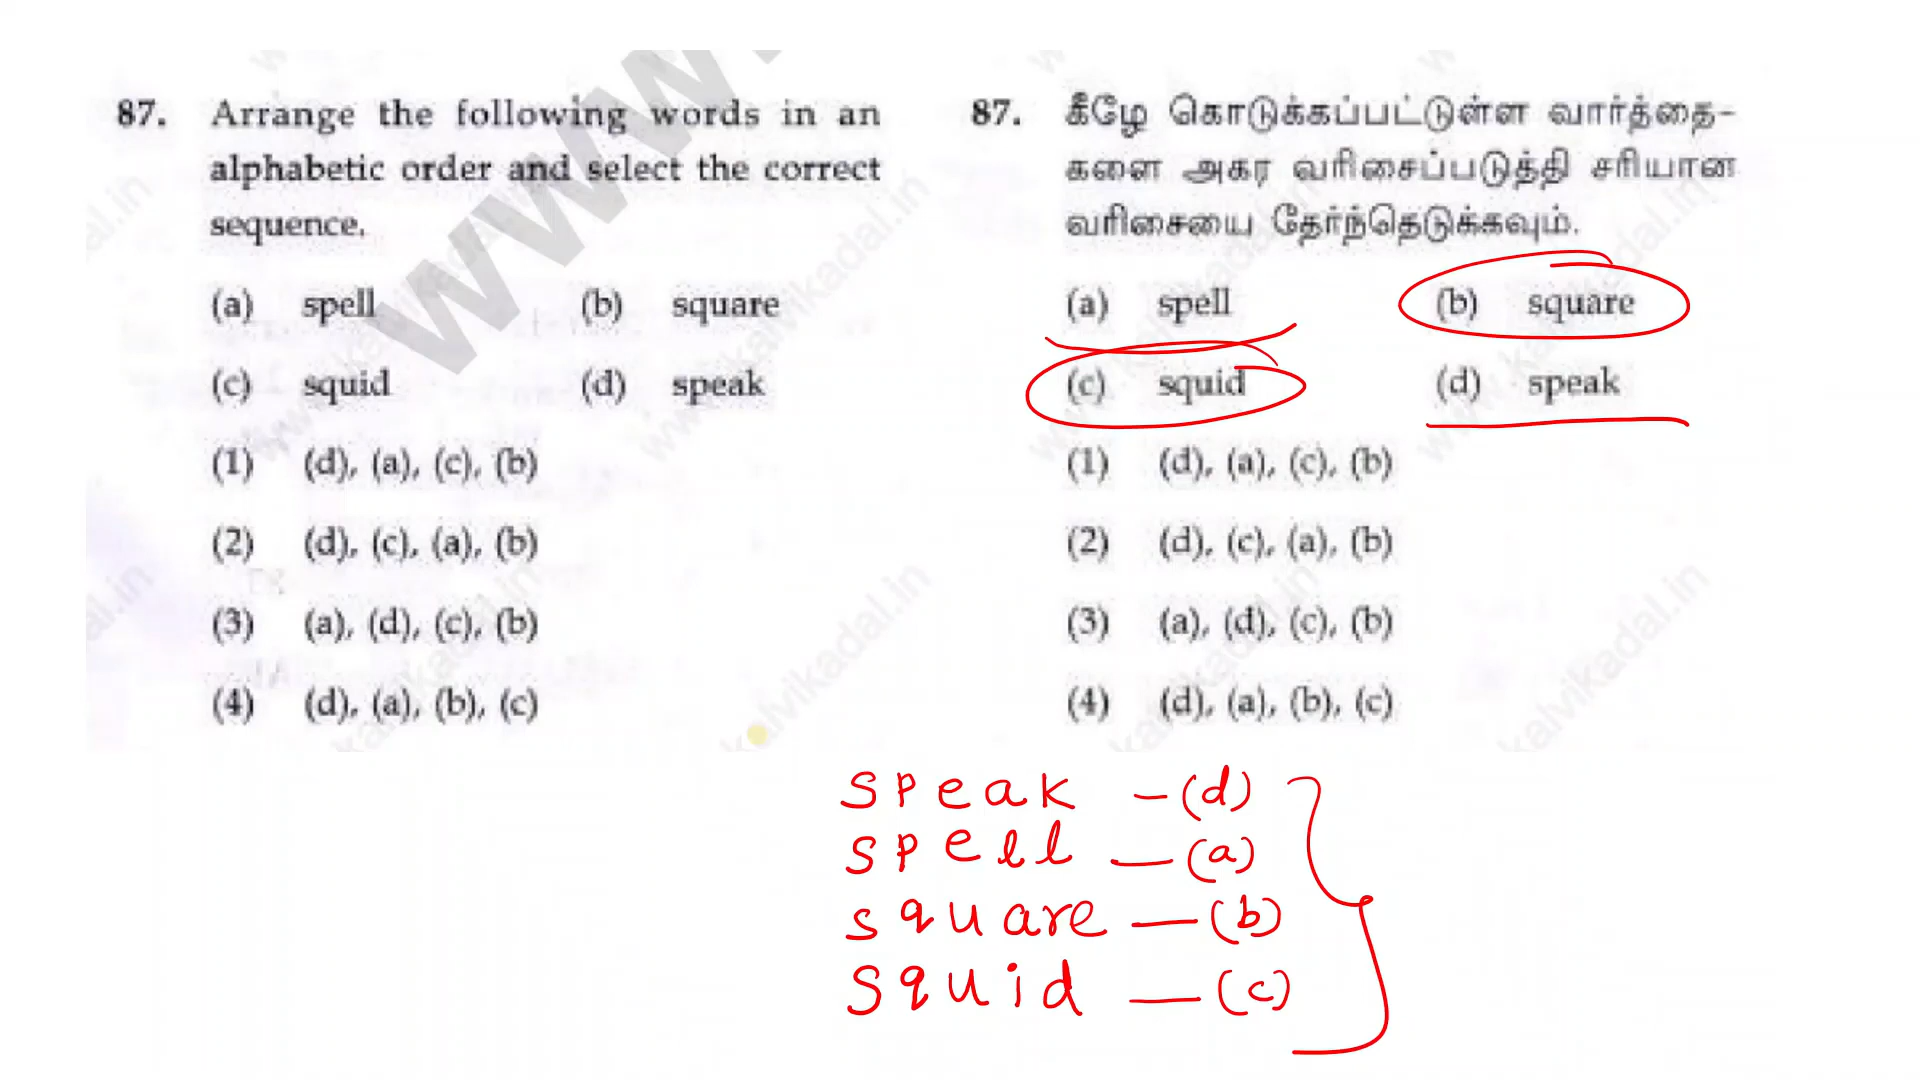 87. Arrange the following words in an
alphabetic order and select the correct
sequence.
(a) spell (b) square
(c) squid (d) speak
(1) (d), (a), (c), (b)
(2) (d), (c), (a), (b)
(3) (a), (d), (c), (b)
(4) (d), (a), (b), (c)
87. கீழே கொடுக்கப்பட்டுள்ள வார்த்தை-
களை அகர வரிசைப்படுத்தி சரியான
வரிசையை தேர்ந்தெடுக்கவும்.
(a) spell (b) square
(c) squid (d) speak
(1) (d), (a), (c), (b)
(2) (d), (c), (a), (b)
(3) (a), (d), (c), (b)
(4) (d), (a), (b), (c)
speak – (d)
spell — (a)
square — (b)
squid — (c)